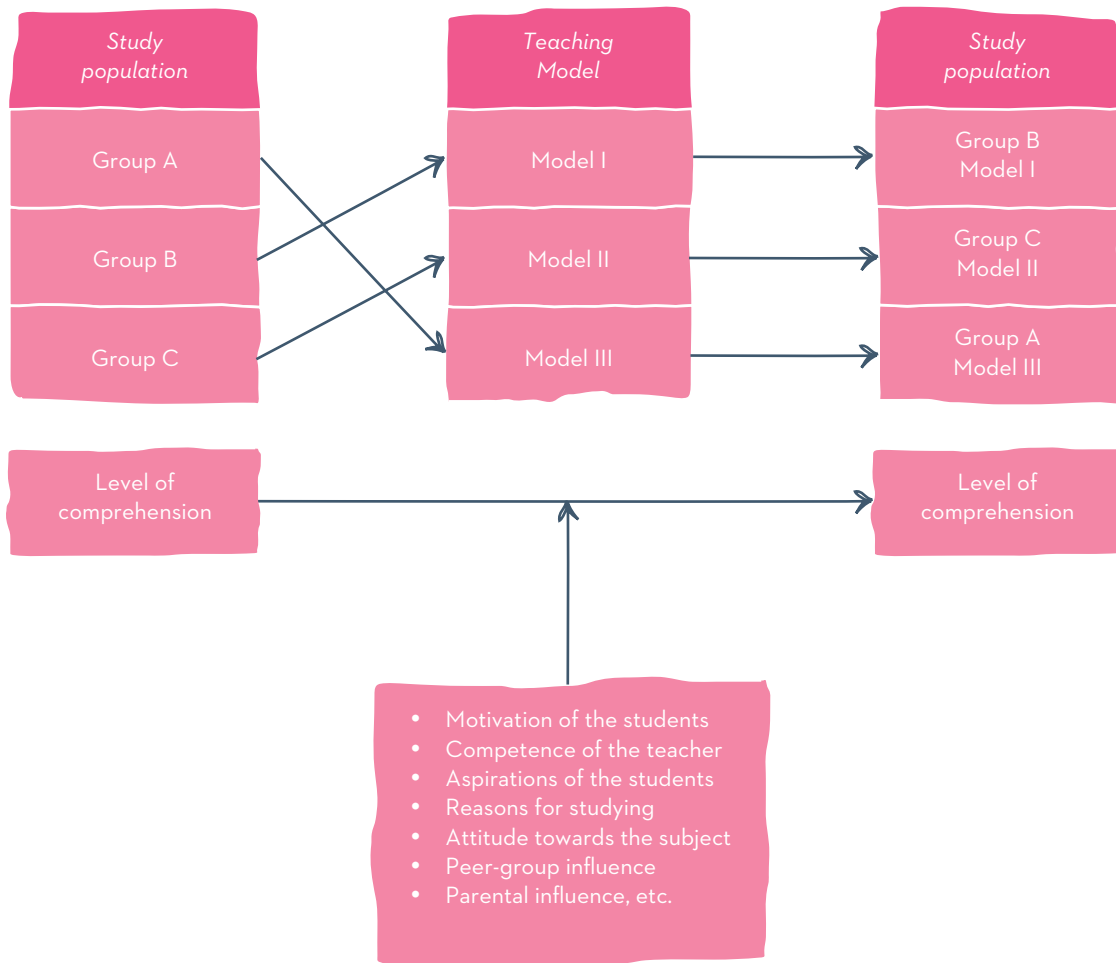 Study
population
Teaching
Model
Study
population
Group A
Model I
Group B
Model I
Group B
Model II
Group C
Model II
Group C
Model III
Group A
Model III
Level of
comprehension
Level of
comprehension
• Motivation of the students
• Competence of the teacher
• Aspirations of the students
• Reasons for studying
• Attitude towards the subject
• Peer-group influence
• Parental influence, etc.